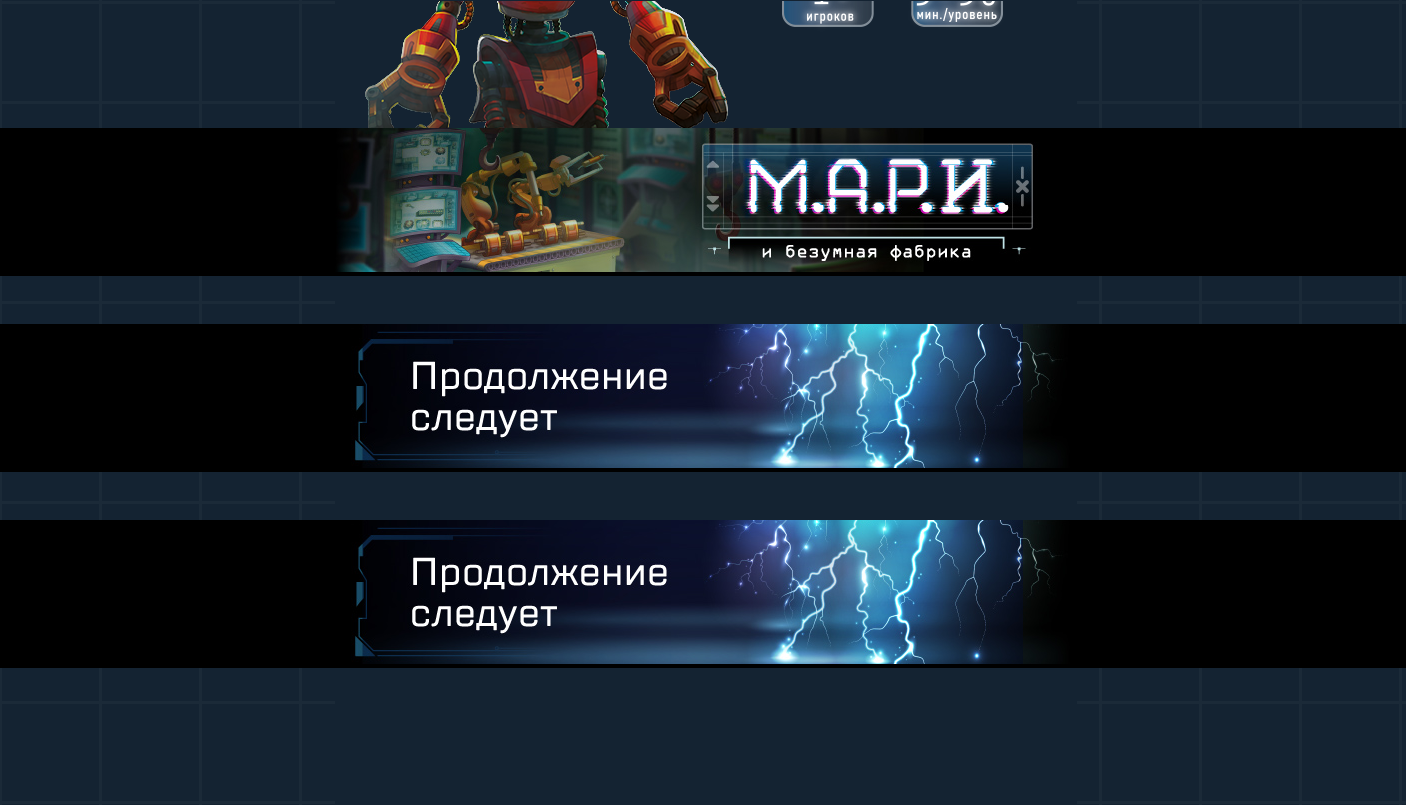 игроков
мин./уровень
М.А.Р.И.
и безумная фабрика
Продолжение
следует
Продолжение
следует